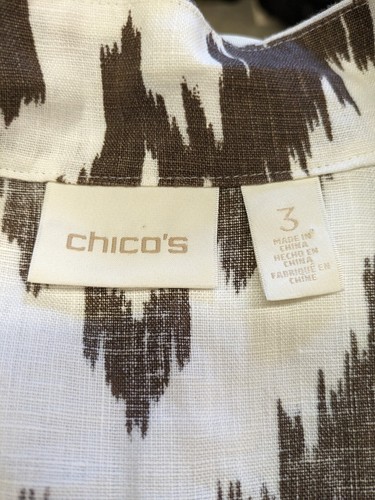 chico's
3
MADE IN
CHINA
HECHO EN
CHINA
FABRIQUÉ EN
CHINE